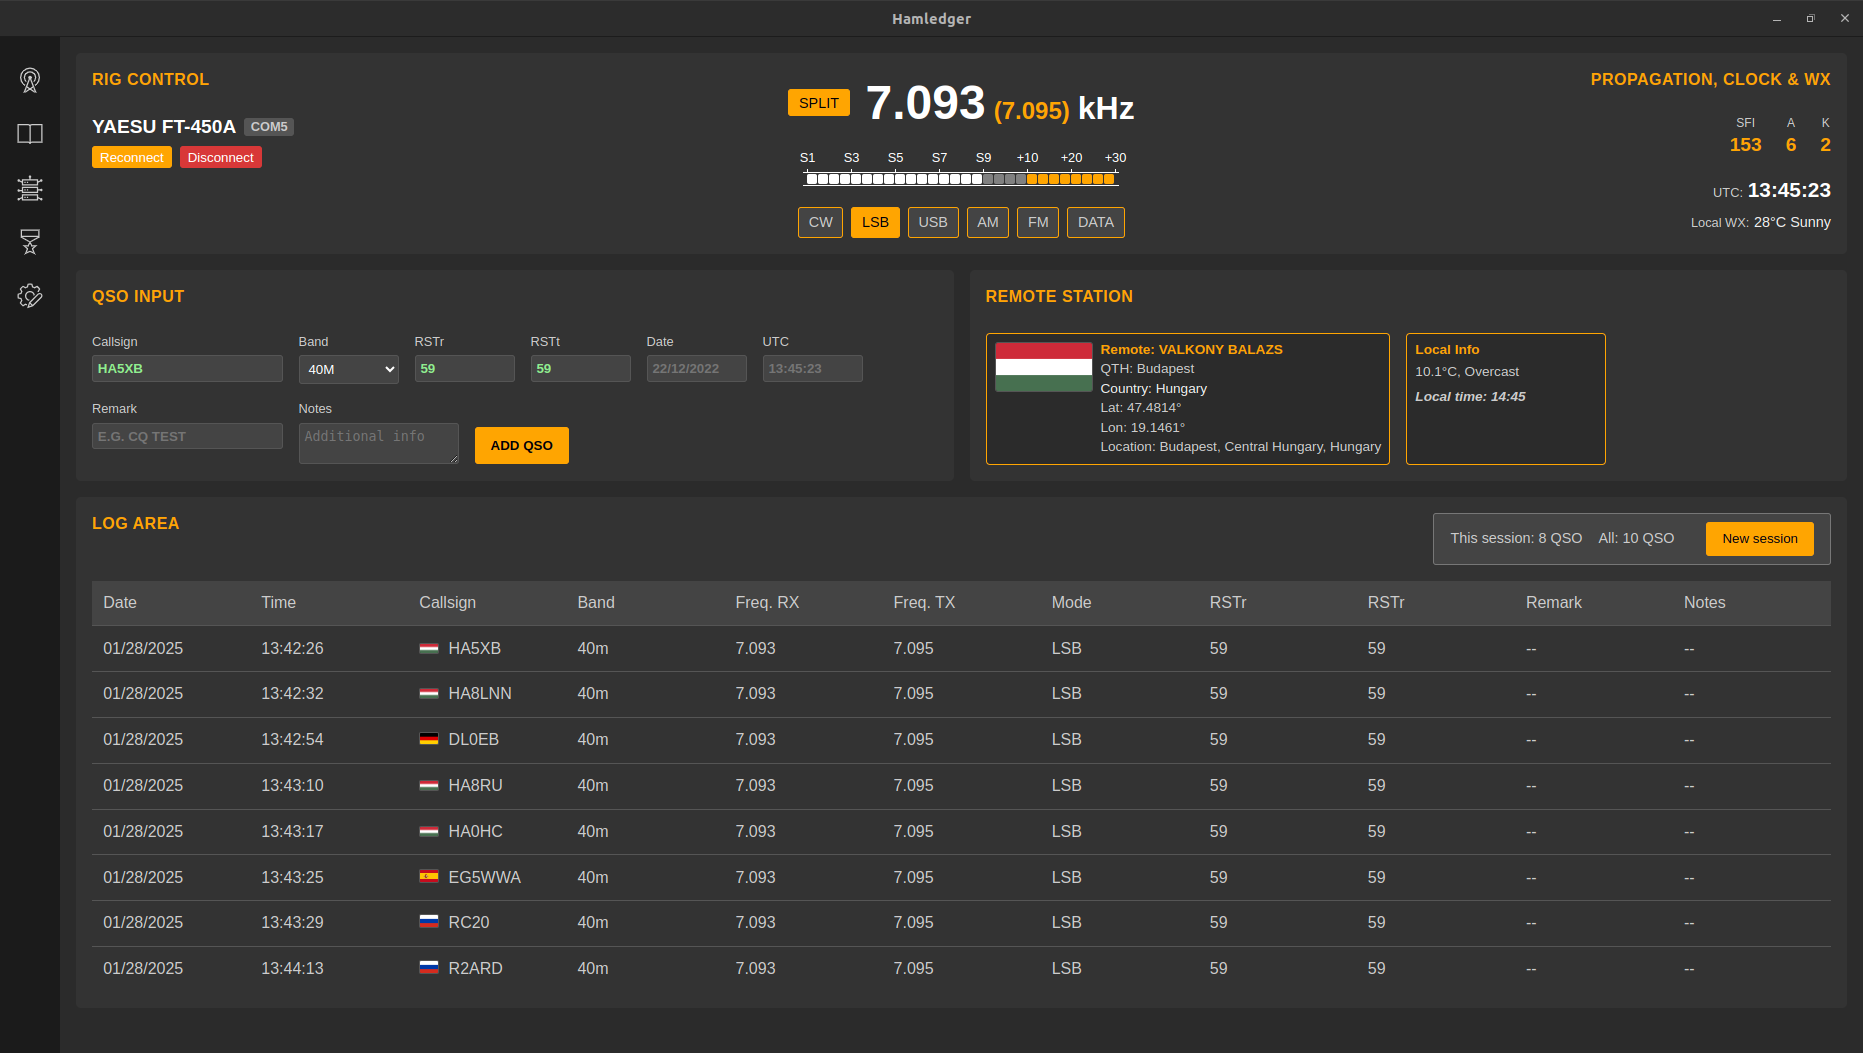 Hamledger
RIG CONTROL
YAESU FT-450A COM5
Reconnect Disconnect
SPLIT 7.093 (7.095) kHz
S1 S3 S5 S7 S9 +10 +20 +30
CW LSB USB AM FM DATA
PROPAGATION, CLOCK & WX
SFI A K
153 6 2
UTC: 13:45:23
Local WX: 28°C Sunny
QSO INPUT
Callsign Band RSTr RSTt Date UTC
HA5XB 40M 59 59 22/12/2022 13:45:23
Remark Notes
E.G. CQ TEST Additional info ADD QSO
REMOTE STATION
Remote: VALKONY BALAZS
QTH: Budapest
Country: Hungary
Lat: 47.4814°
Lon: 19.1461°
Location: Budapest, Central Hungary, Hungary
Local Info
10.1°C, Overcast
Local time: 14:45
LOG AREA
This session: 8 QSO All: 10 QSO New session
Date Time Callsign Band Freq. RX Freq. TX Mode RSTr RSTr Remark Notes
01/28/2025 13:42:26 HA5XB 40m 7.093 7.095 LSB 59 59 -- --
01/28/2025 13:42:32 HA8LNN 40m 7.093 7.095 LSB 59 59 -- --
01/28/2025 13:42:54 DL0EB 40m 7.093 7.095 LSB 59 59 -- --
01/28/2025 13:43:10 HA8RU 40m 7.093 7.095 LSB 59 59 -- --
01/28/2025 13:43:17 HA0HC 40m 7.093 7.095 LSB 59 59 -- --
01/28/2025 13:43:25 EG5WWA 40m 7.093 7.095 LSB 59 59 -- --
01/28/2025 13:43:29 RC20 40m 7.093 7.095 LSB 59 59 -- --
01/28/2025 13:44:13 R2ARD 40m 7.093 7.095 LSB 59 59 -- --